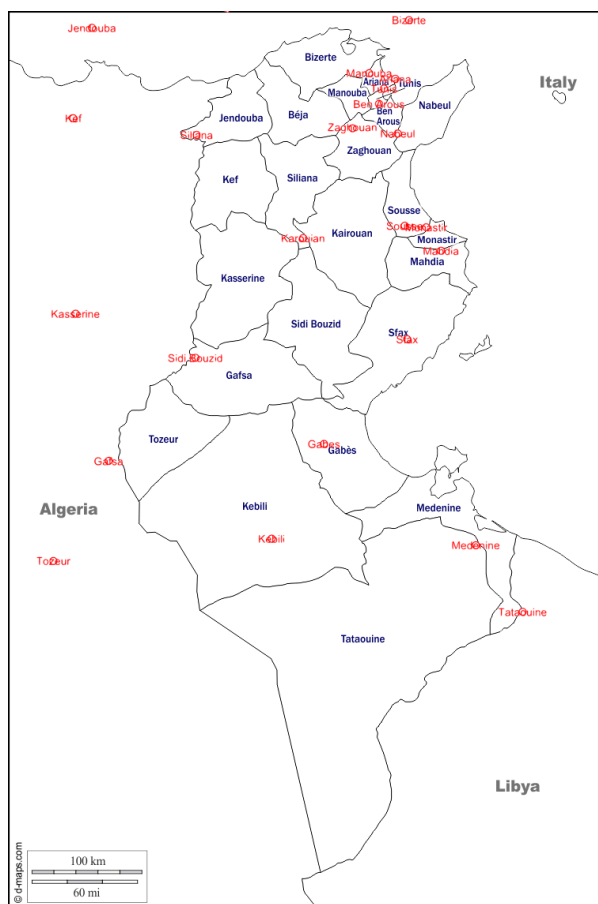 Bizerte
Jendouba
Bizerte
Manouba
Ariana
Ariana
Tunis
Tunis
Italy
Manouba
Ben Arous
Nabeul
Kef
Jendouba
Béja
Ben
Arous
Siliana
Zaghouan
Nabeul
Zaghouan
Kef
Siliana
Sousse
Kairouan
Sousse
Monastir
Karouian
Monastir
Mahdia
Mahdia
Kasserine
Kasserine
Sidi Bouzid
Sfax
Sfax
Sidi Bouzid
Gafsa
Tozeur
Gabes
Gabès
Gafsa
Algeria
Kebili
Medenine
Kebili
Medenine
Tozeur
Tataouine
Tataouine
Libya
100 km
60 mi
© d-maps.com